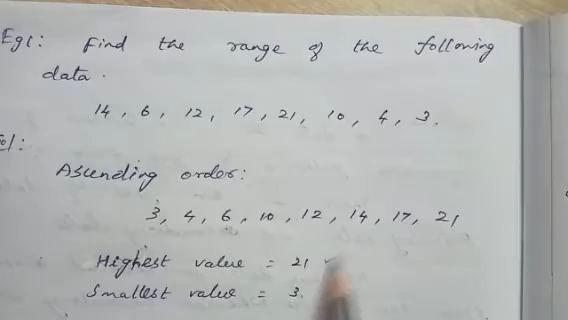 Eg1: Find the range of the following
data.
14, 6, 12, 17, 21, 10, 4, 3.
Sol:
Ascending order:
3, 4, 6, 10, 12, 14, 17, 21
Highest value = 21
Smallest value = 3.